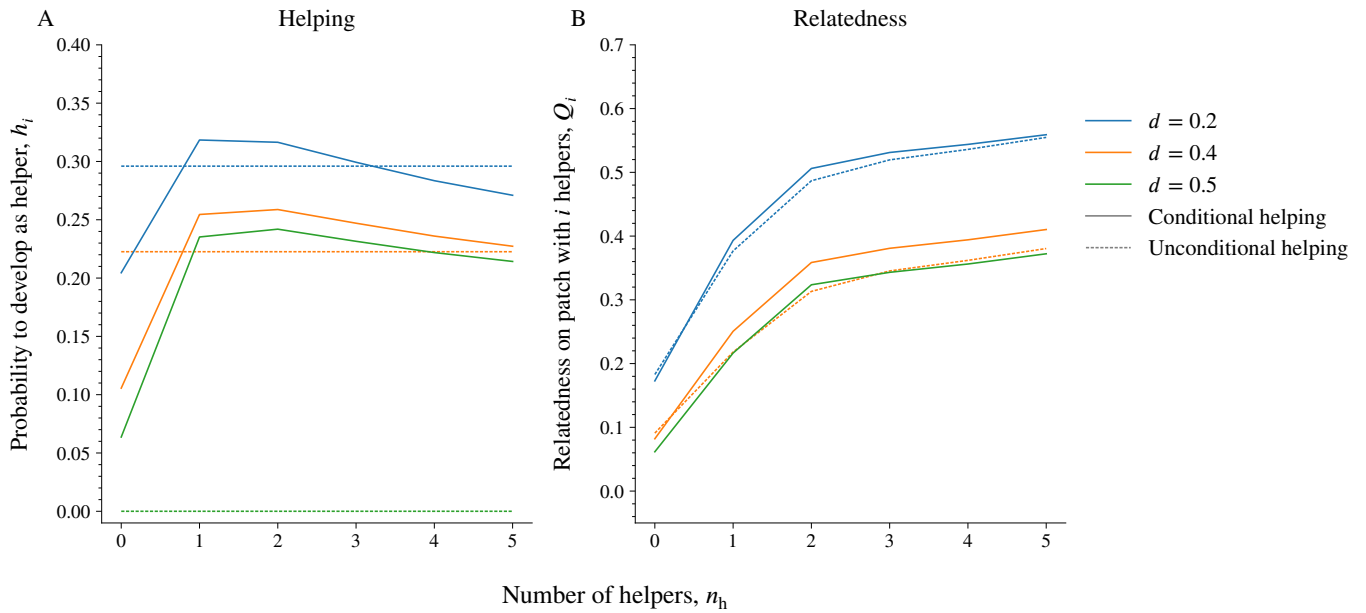 A
Helping
Probability to develop as helper, h_i
0.40
0.35
0.30
0.25
0.20
0.15
0.10
0.05
0.00
0 1 2 3 4 5
B
Relatedness
Relatedness on patch with i helpers, Q_i
0.7
0.6
0.5
0.4
0.3
0.2
0.1
0.0
0 1 2 3 4 5
Number of helpers, n_h
d = 0.2
d = 0.4
d = 0.5
Conditional helping
Unconditional helping